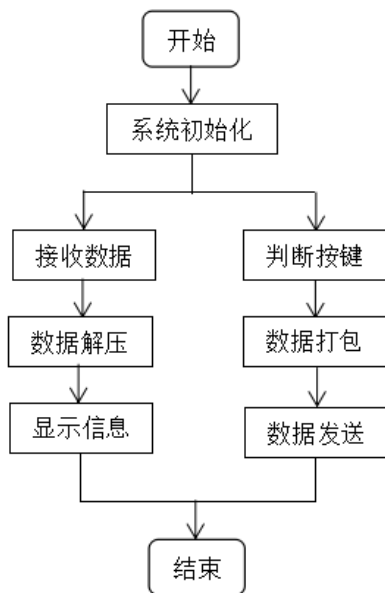 开始
系统初始化
接收数据
判断按键
数据解压
数据打包
显示信息
数据发送
结束